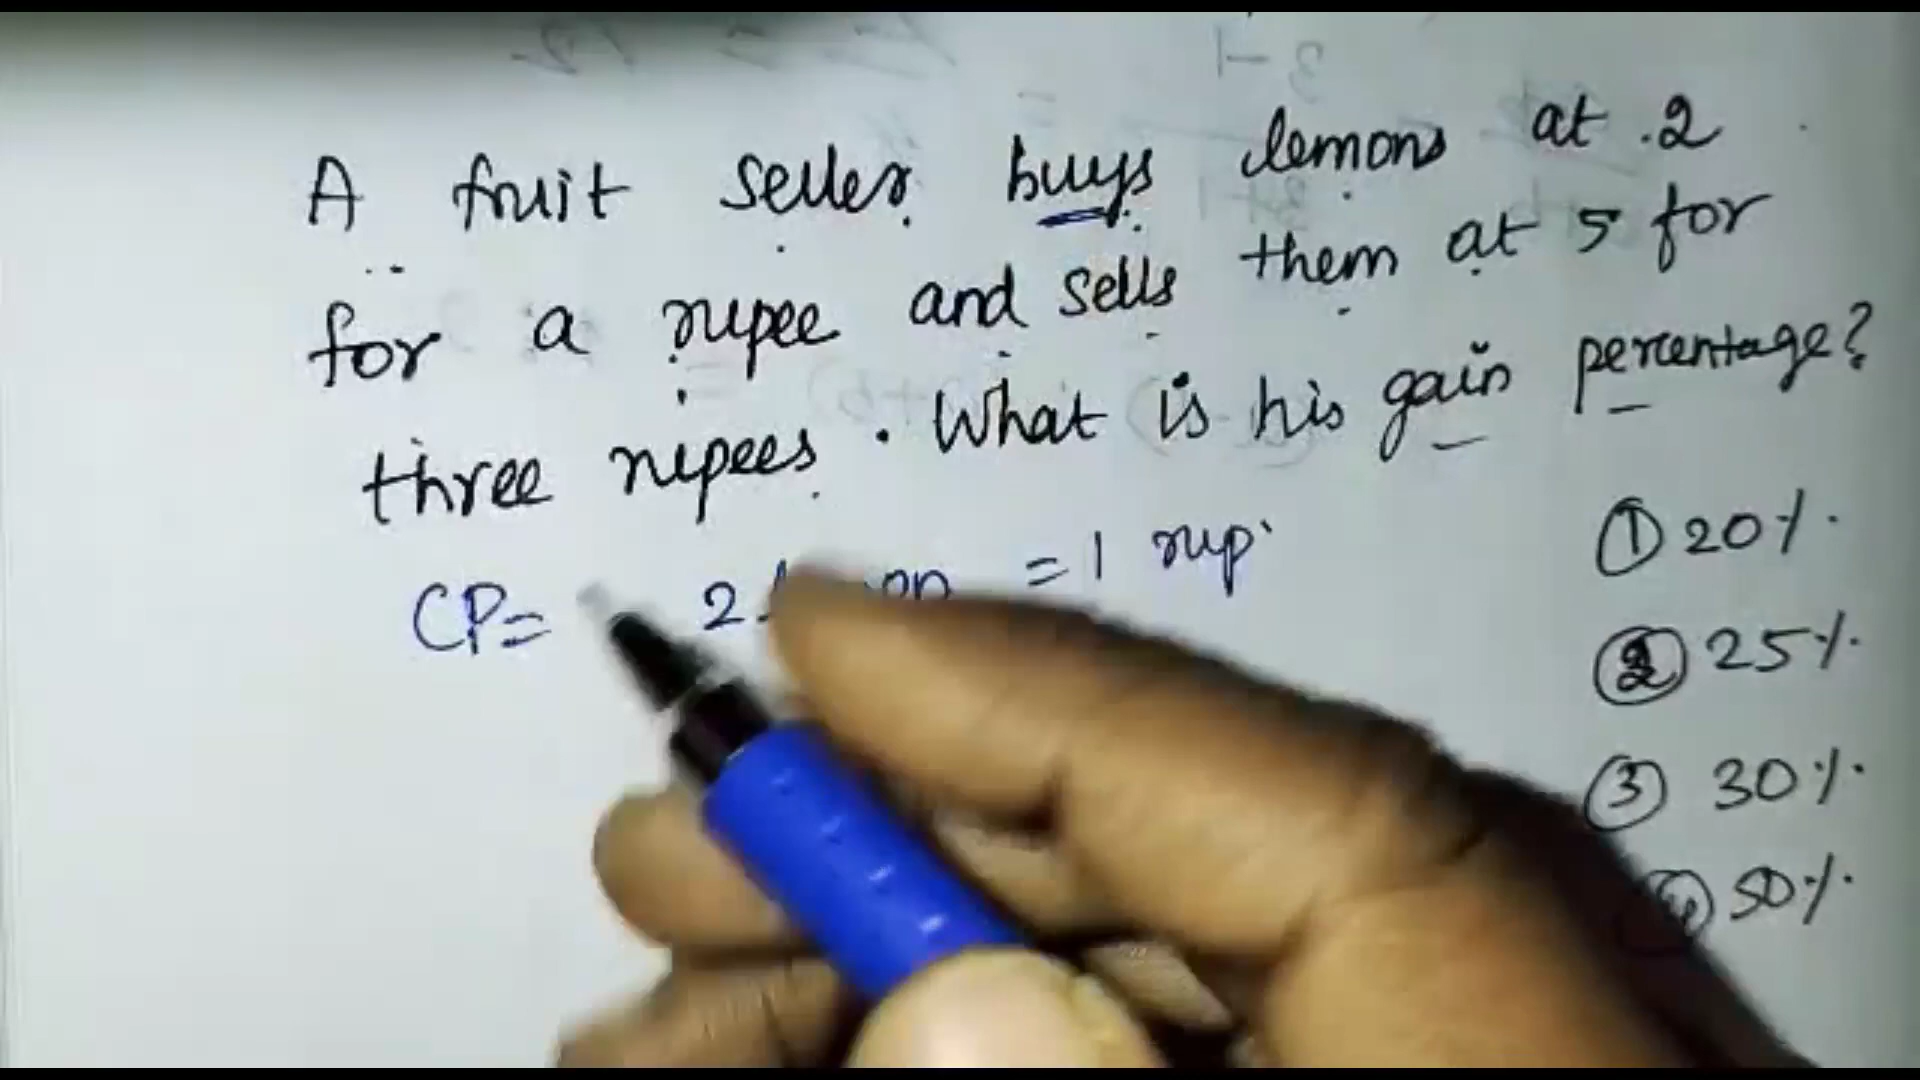 A fruit seller buys lemons at 2
for a rupee and sells them at 5 for
three rupees. What is his gain percentage?
CP= 2 = 1 rup
① 20%
② 25%
③ 30%
④ 50%